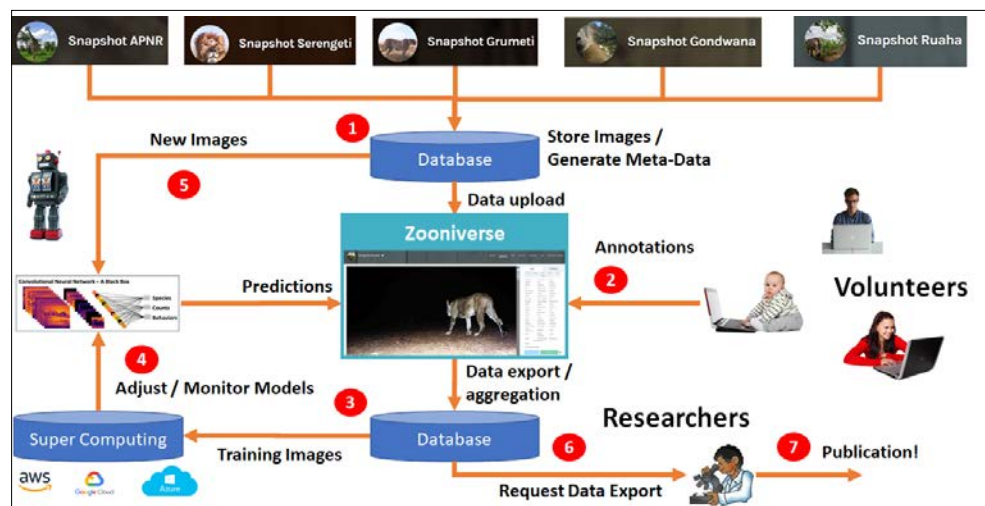 Snapshot APNR
Snapshot Serengeti
Snapshot Grumeti
Snapshot Gondwana
Snapshot Ruaha
1
New Images
Database
Store Images /
Generate Meta-Data
5
Data upload
Zooniverse
Annotations
2
Volunteers
Convolutional Neural Network – A Black Box
Species
Counts
Behaviors
Predictions
4
Adjust / Monitor Models
Data export /
aggregation
3
Researchers
Super Computing
Database
Training Images
6
7
Publication!
Request Data Export
aws
Google Cloud
Azure